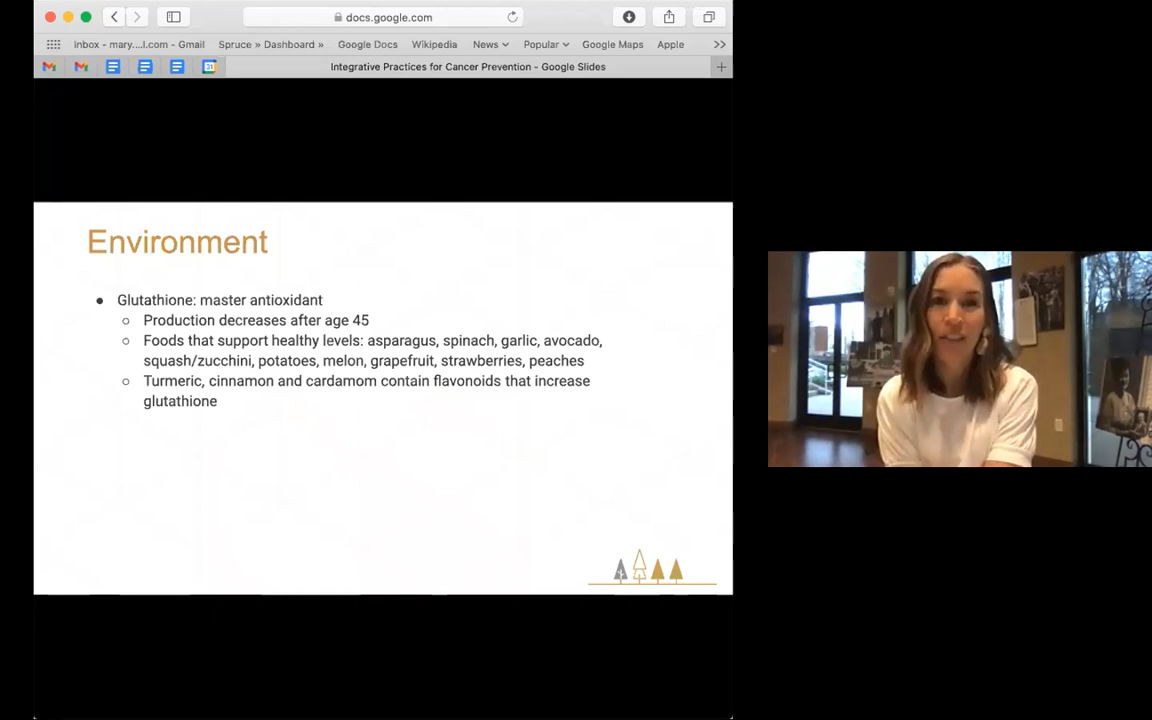 docs.google.com
Inbox - mary....l.com - Gmail Spruce » Dashboard » Google Docs Wikipedia News Popular Google Maps Apple >>
31 Integrative Practices for Cancer Prevention - Google Slides +
Environment
● Glutathione: master antioxidant
○ Production decreases after age 45
○ Foods that support healthy levels: asparagus, spinach, garlic, avocado,
squash/zucchini, potatoes, melon, grapefruit, strawberries, peaches
○ Turmeric, cinnamon and cardamom contain flavonoids that increase
glutathione